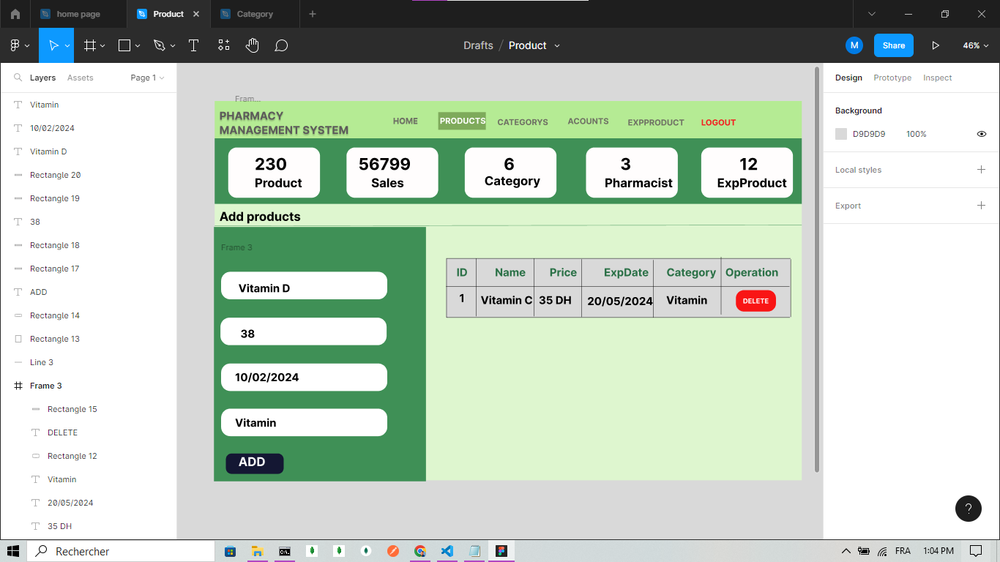 home page
Product
Category
Drafts / Product
M
Share
46%
Layers
Assets
Page 1
Design
Prototype
Inspect
Vitamin
10/02/2024
Vitamin D
Rectangle 20
Rectangle 19
38
Rectangle 18
Rectangle 17
ADD
Rectangle 14
Rectangle 13
Line 3
Frame 3
Rectangle 15
DELETE
Rectangle 12
Vitamin
20/05/2024
35 DH
Fram...
PHARMACY
MANAGEMENT SYSTEM
HOME
PRODUCTS
CATEGORYS
ACOUNTS
EXPPRODUCT
LOGOUT
230
Product
56799
Sales
6
Category
3
Pharmacist
12
ExpProduct
Add products
Frame 3
Vitamin D
38
10/02/2024
Vitamin
ADD
ID Name Price ExpDate Category Operation
1 Vitamin C 35 DH 20/05/2024 Vitamin DELETE
Background
D9D9D9 100%
Local styles
Export
?
Rechercher
FRA
1:04 PM